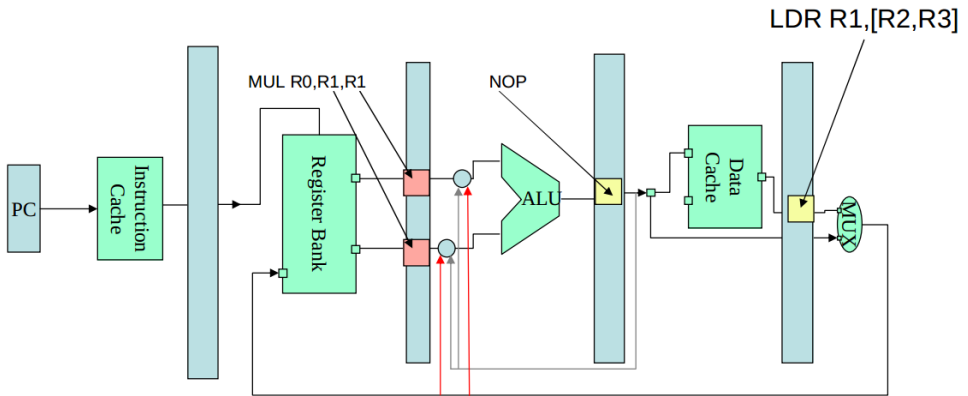 LDR R1,[R2,R3]
MUL R0,R1,R1
NOP
PC
Instruction
Cache
Register Bank
ALU
Data
Cache
MUX